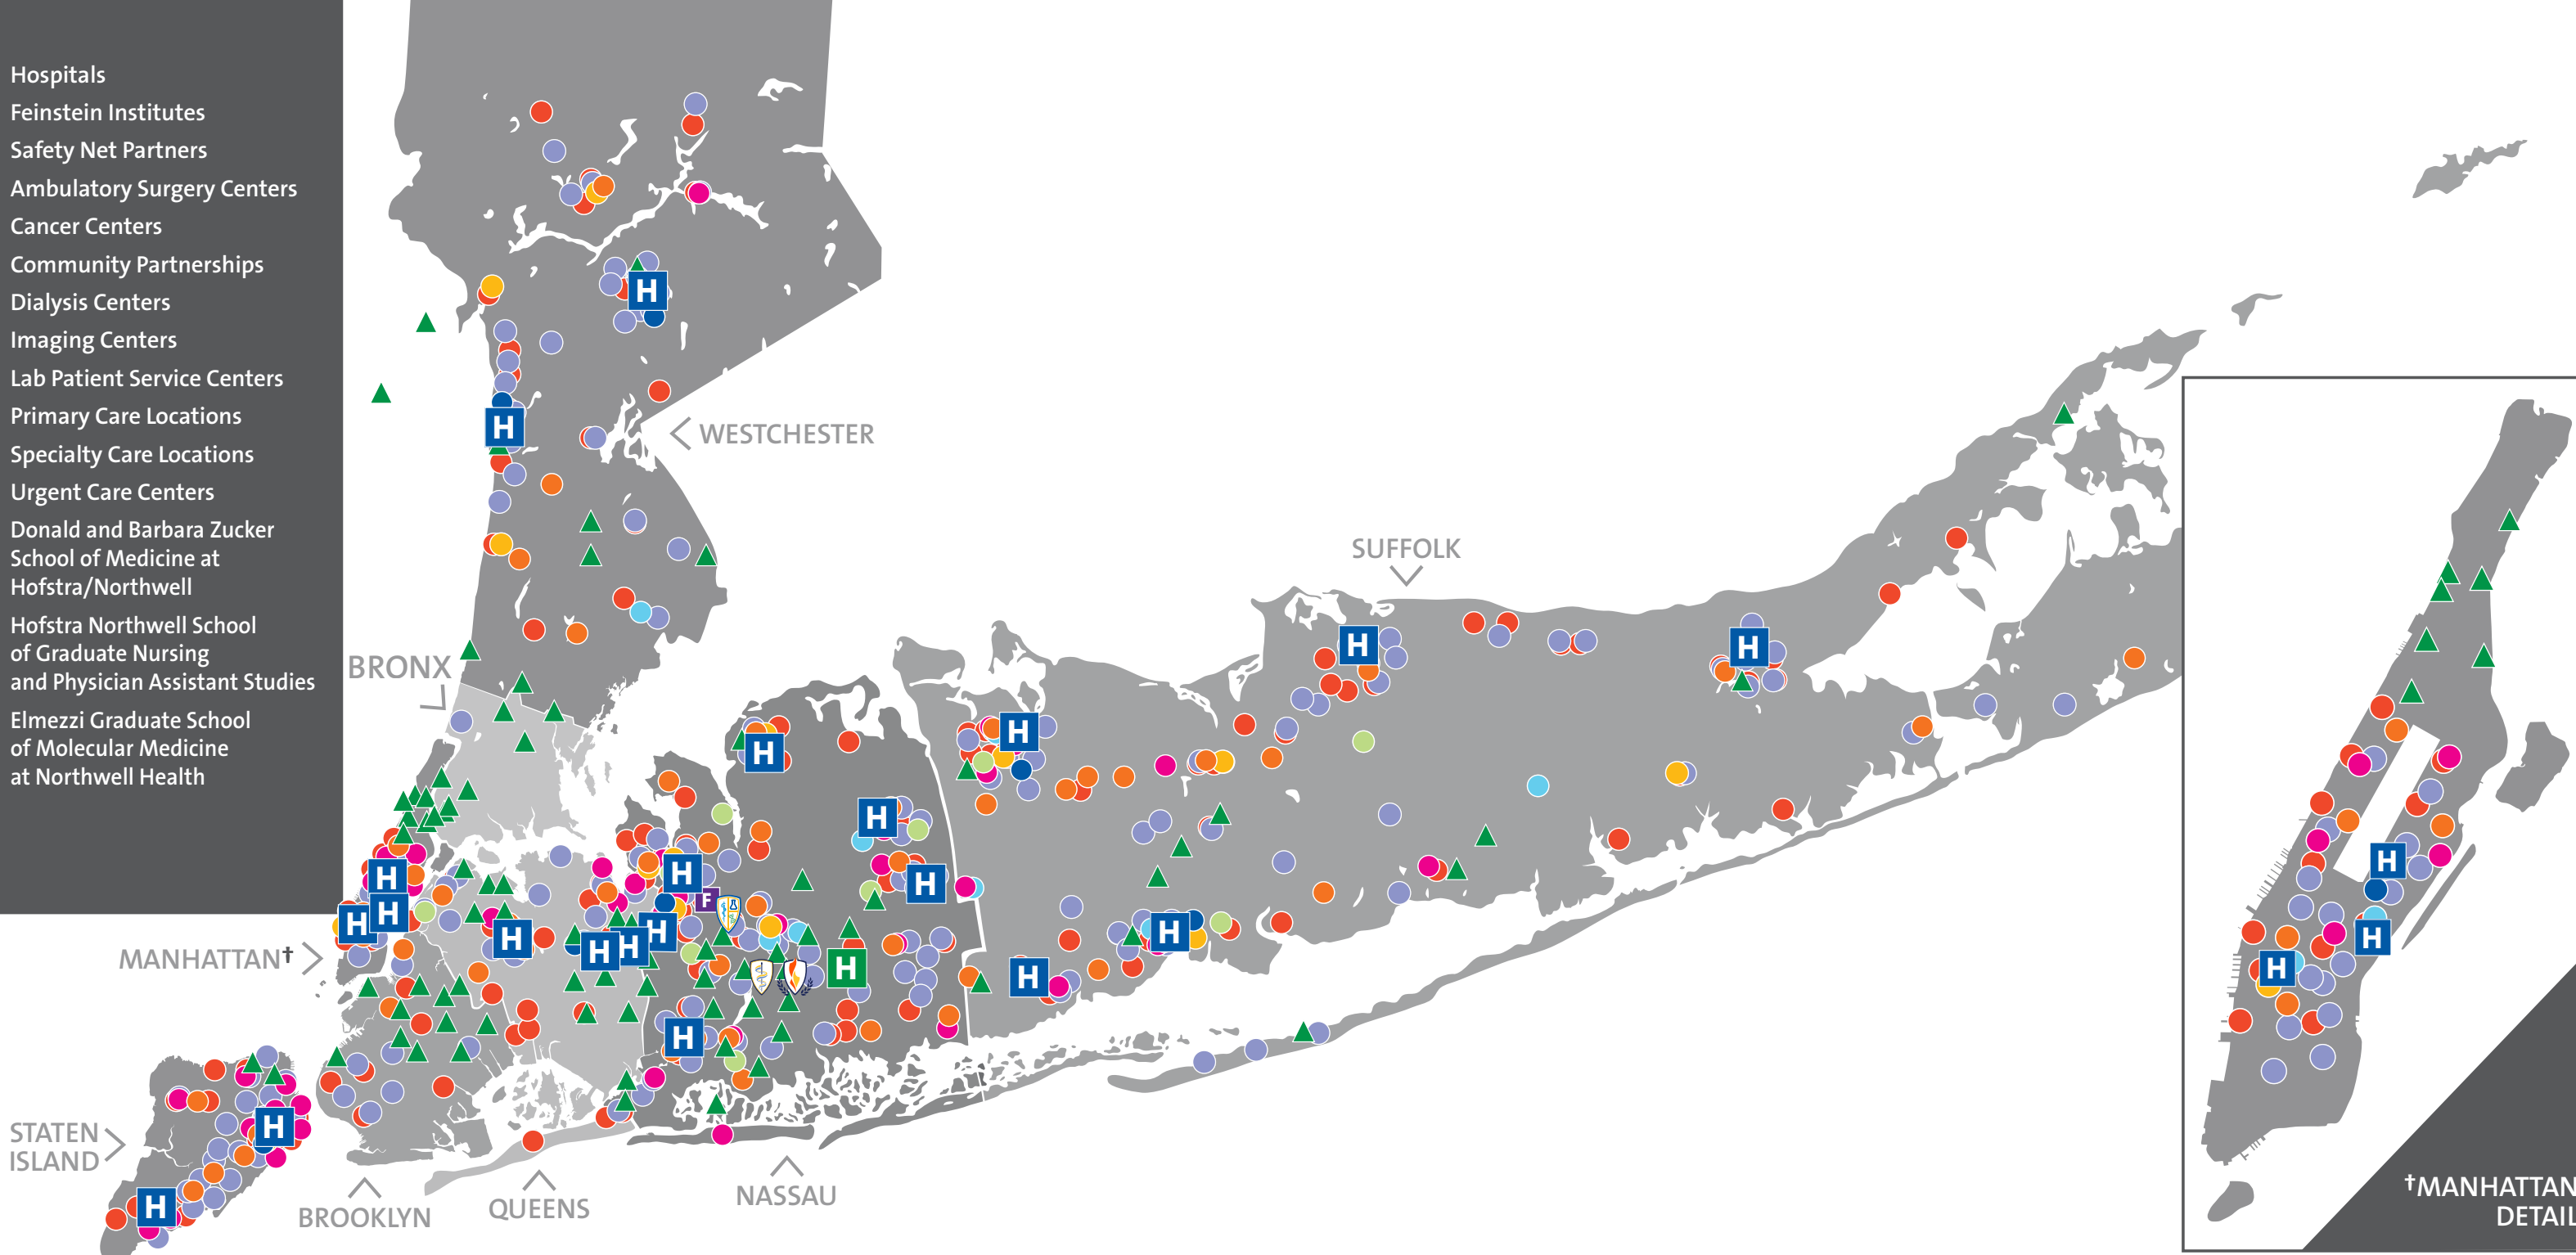 Hospitals
Feinstein Institutes
Safety Net Partners
Ambulatory Surgery Centers
Cancer Centers
Community Partnerships
Dialysis Centers
Imaging Centers
Lab Patient Service Centers
Primary Care Locations
Specialty Care Locations
Urgent Care Centers
Donald and Barbara Zucker
School of Medicine at
Hofstra/Northwell
Hofstra Northwell School
of Graduate Nursing
and Physician Assistant Studies
Elmezzi Graduate School
of Molecular Medicine
at Northwell Health
H
H
WESTCHESTER
SUFFOLK
BRONX
H
H
H
H
H
H
H
H
H
F
H
H
H
H
H
H
H
H
MANHATTAN†
H
H
H
STATEN
ISLAND
H
H
BROOKLYN
QUEENS
NASSAU
H
H
H
†MANHATTAN
DETAIL